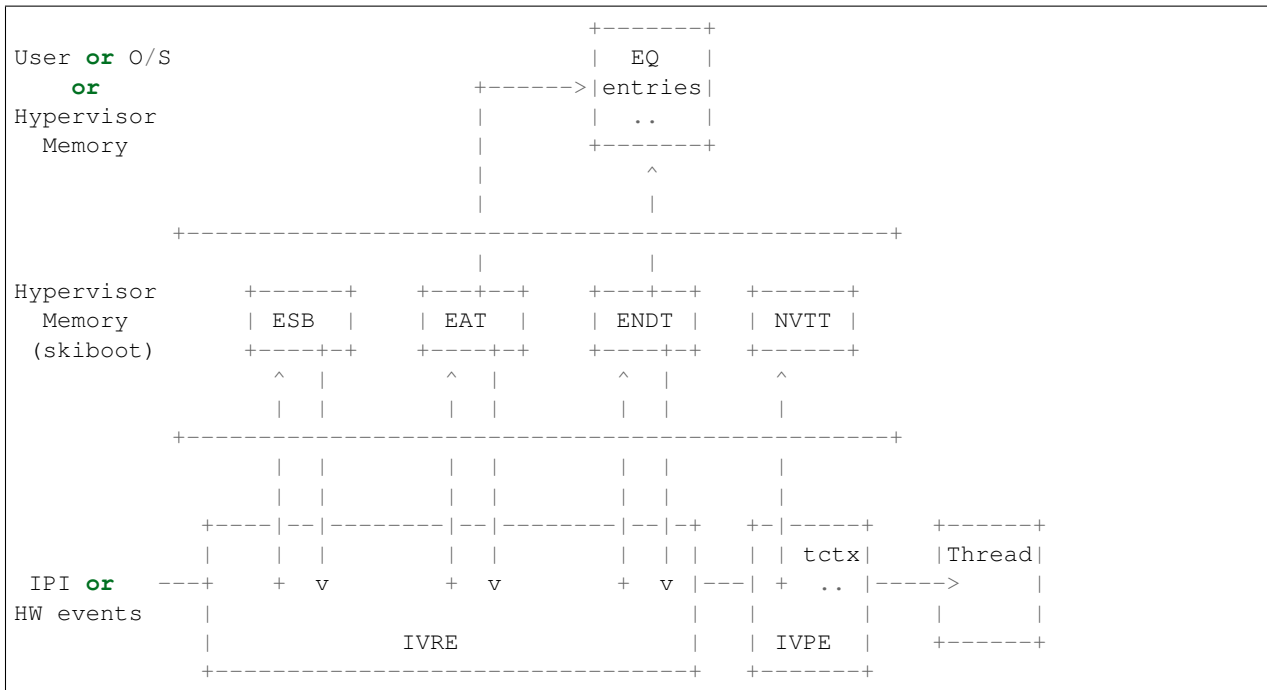 +-------+
User or O/S                                     |  EQ   |
    or                                  +------>|entries|
Hypervisor                              |       |  ..   |
  Memory                                |       +-------+
                                        |           ^
                                        |           |
           +-------------------------------------------------+
                                        |           |
Hypervisor      +------+    +---+--+    +---+--+    +------+
  Memory        | ESB  |    | EAT  |    | ENDT |    | NVTT |
 (skiboot)      +----+-+    +----+-+    +----+-+    +------+
                  ^  |        ^  |        ^  |        ^
                  |  |        |  |        |  |        |
           +-------------------------------------------------+
                  |  |        |  |        |  |        |
                  |  |        |  |        |  |        |
             +----|--|--------|--|--------|--|-+   +-|-----+    +------+
             |    |  |        |  |        |  | |   | | tctx|    |Thread|
 IPI or   ---+    +  v        +  v        +  v |---| +  .. |----->     |
HW events    |                                 |   |       |    |      |
             |             IVRE                |   | IVPE  |    +------+
             +---------------------------------+   +-------+